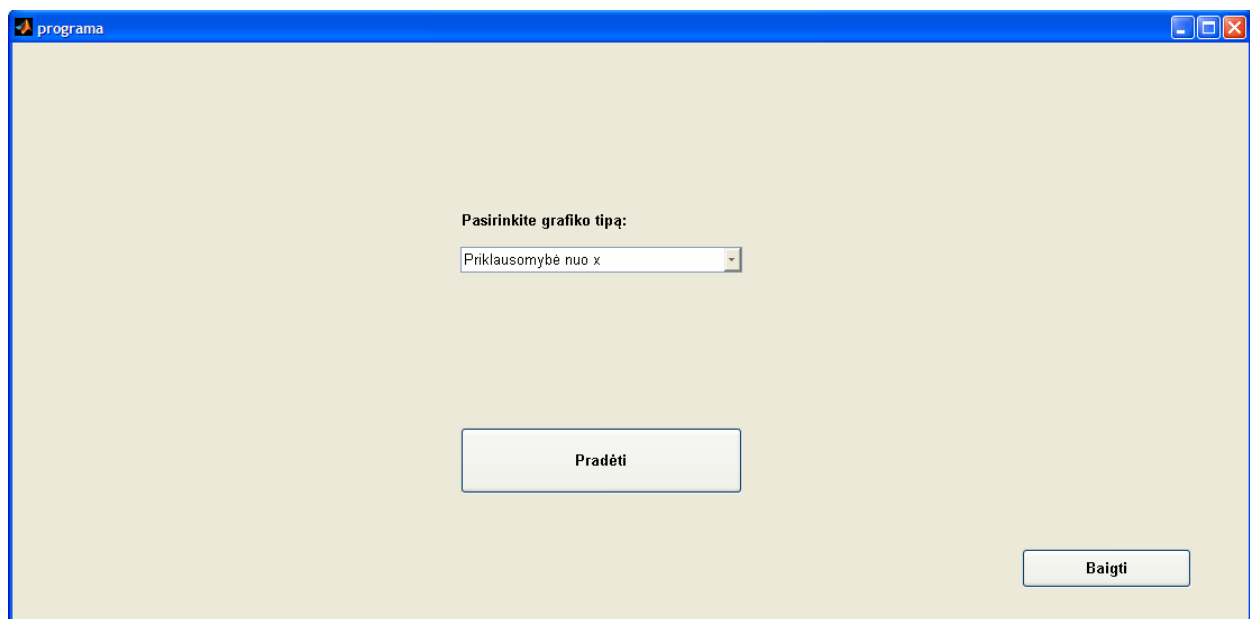 programa
Pasirinkite grafiko tipą:
Priklausomybė nuo x
Pradėti
Baigti